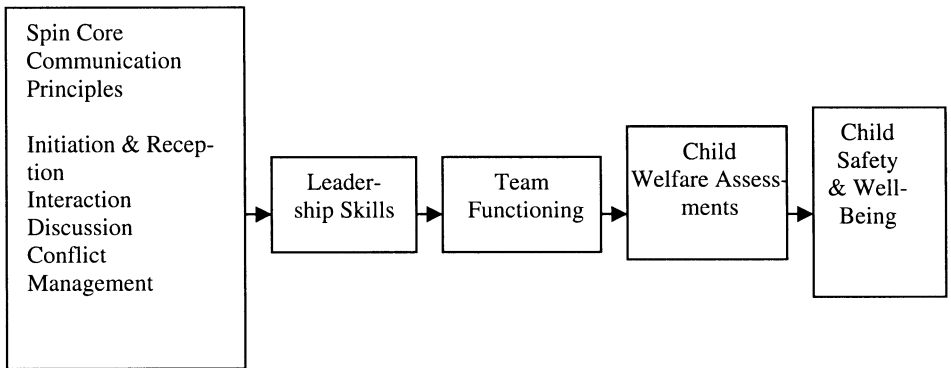 Spin Core
Communication
Principles
Initiation & Recep-
tion
Interaction
Discussion
Conflict
Management
Leader-
ship Skills
Team
Functioning
Child
Welfare Assess-
ments
Child
Safety
& Well-
Being